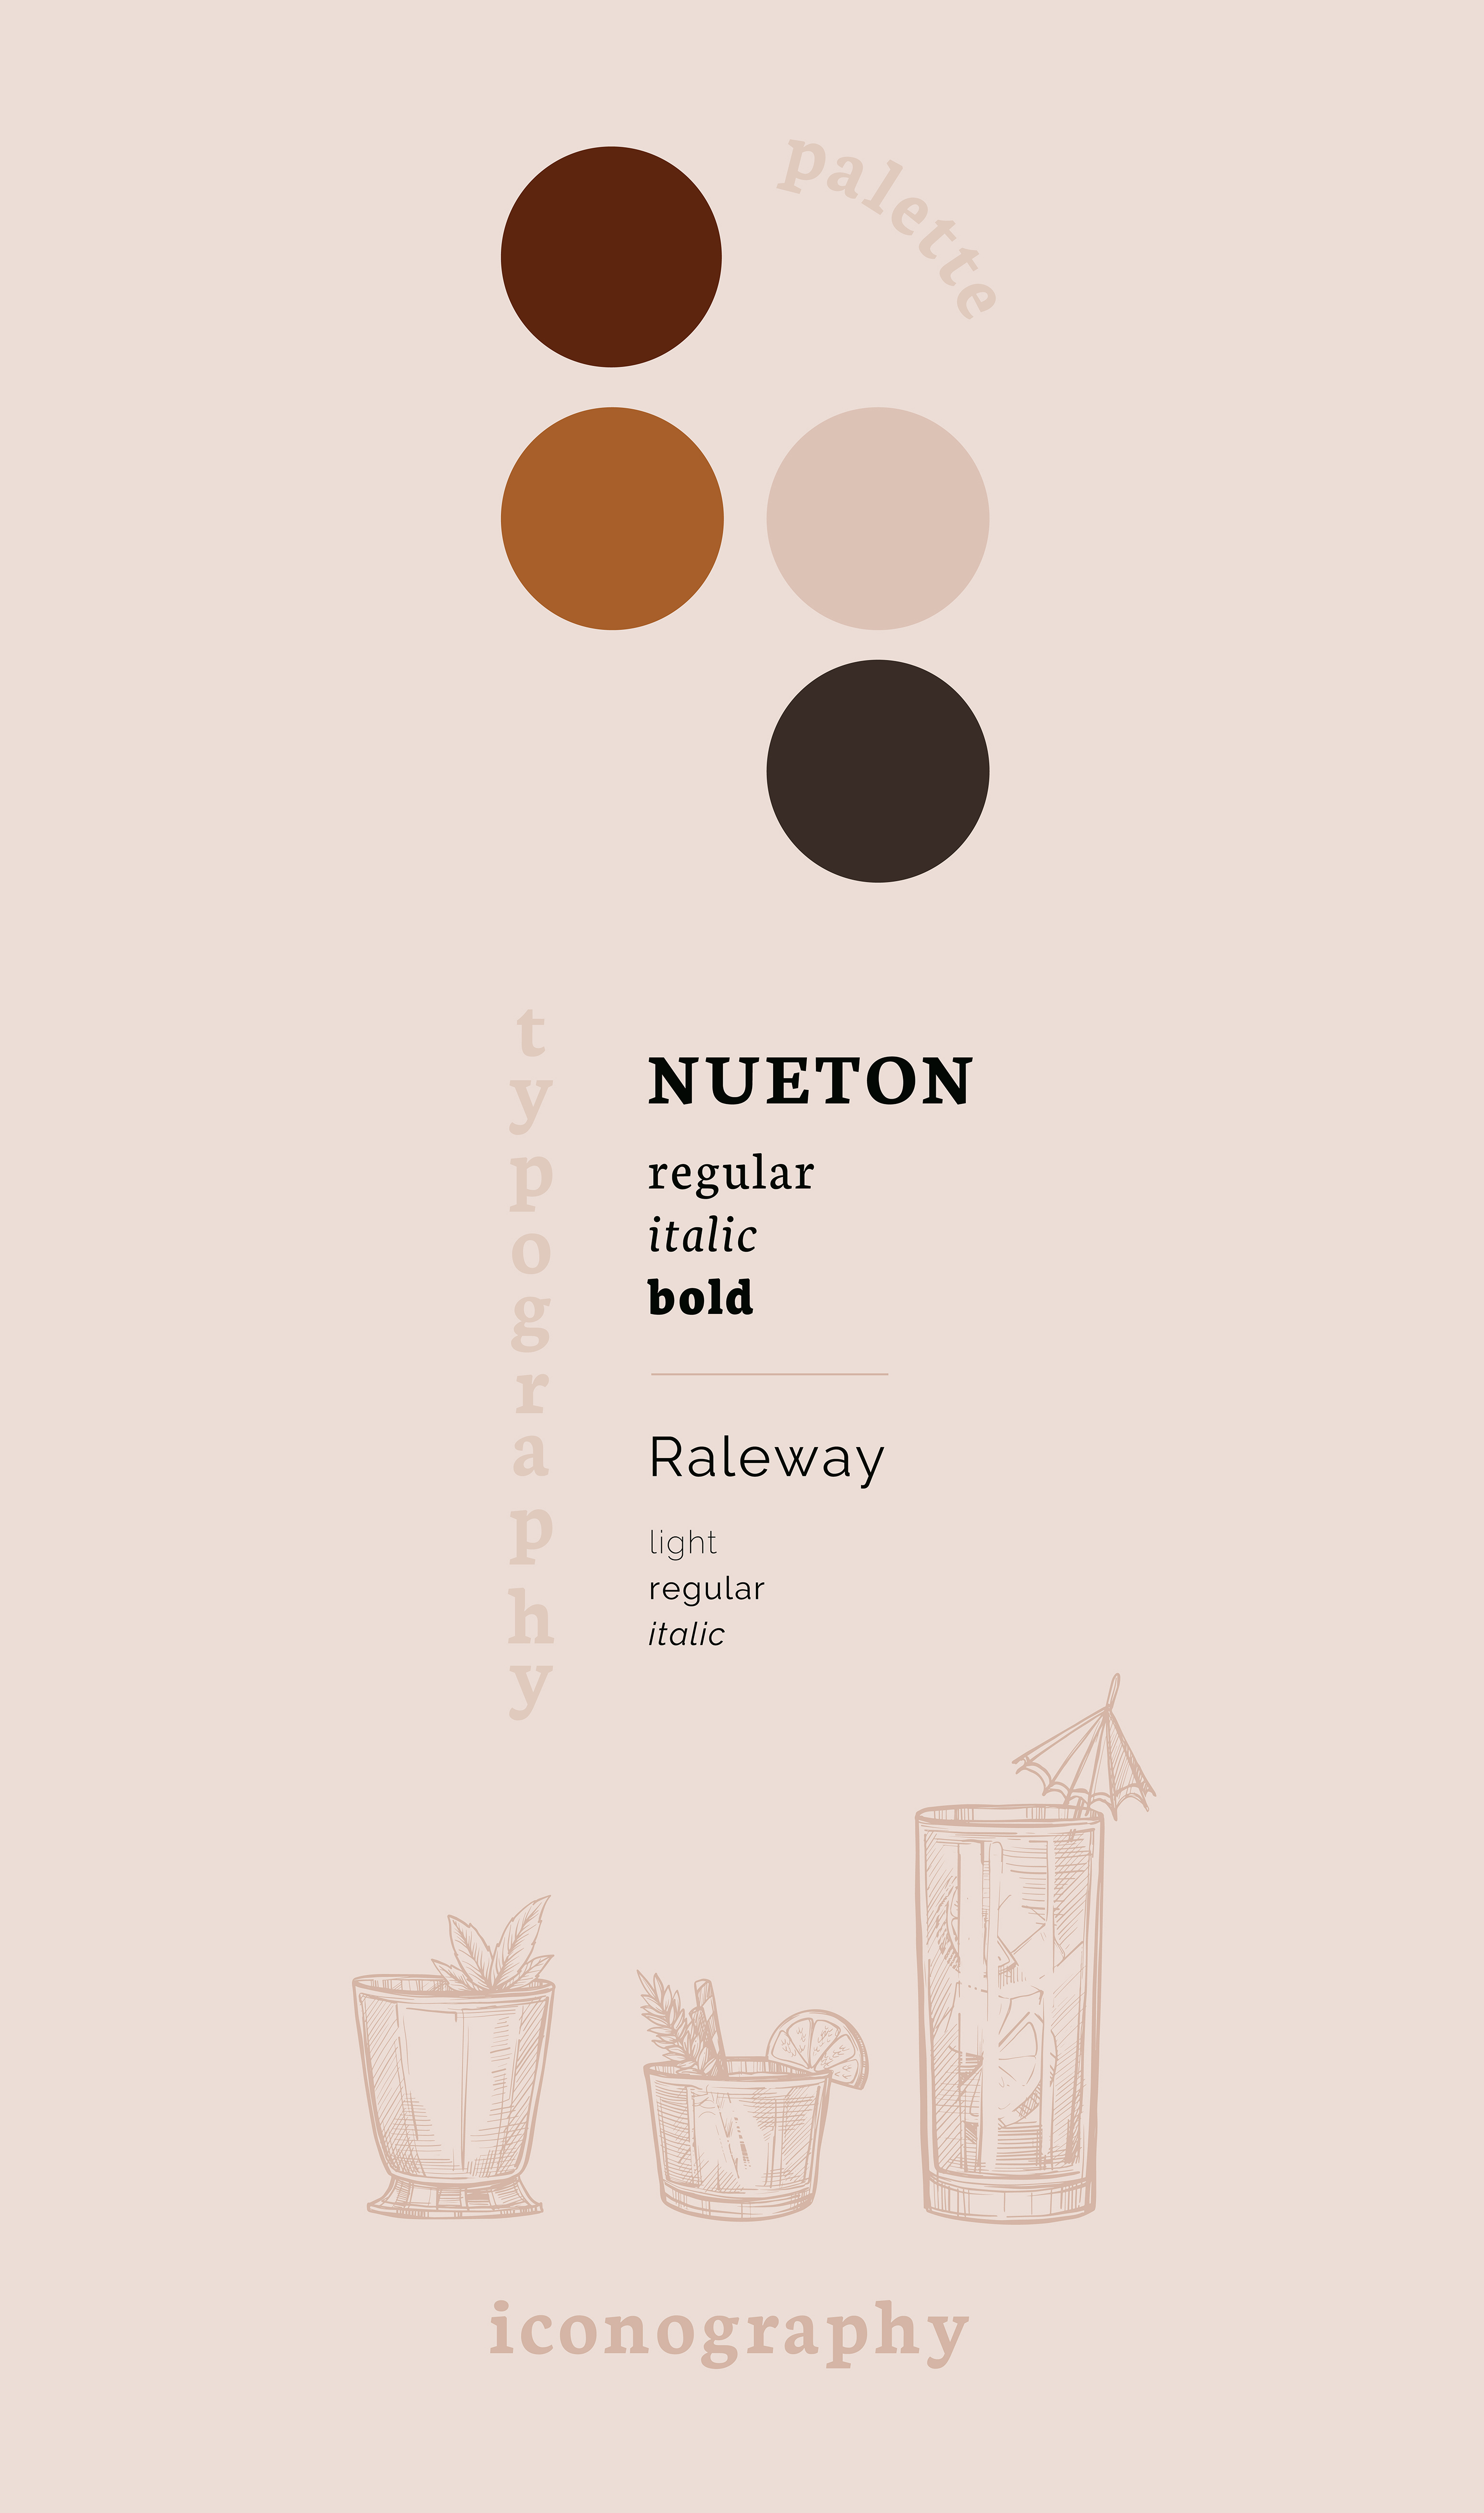 palette
typography
NUETON
regular
italic
bold
Raleway
light
regular
italic
iconography